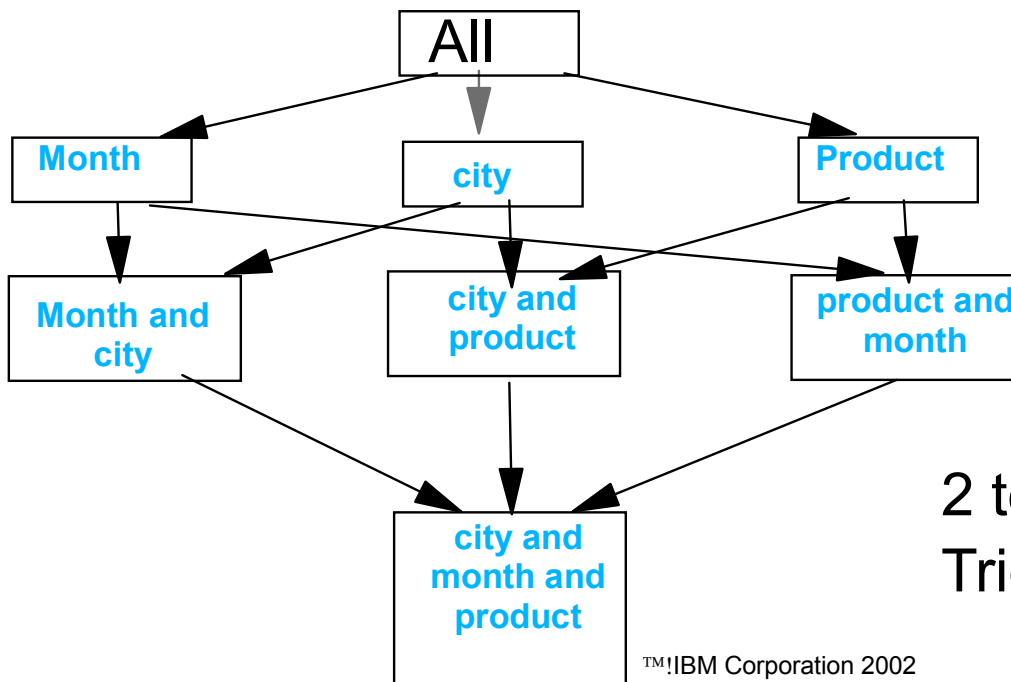 All
Month
city
Product
Month and
city
city and
product
product and
month
2
city and
month and
product
™!IBM Corporation 2002